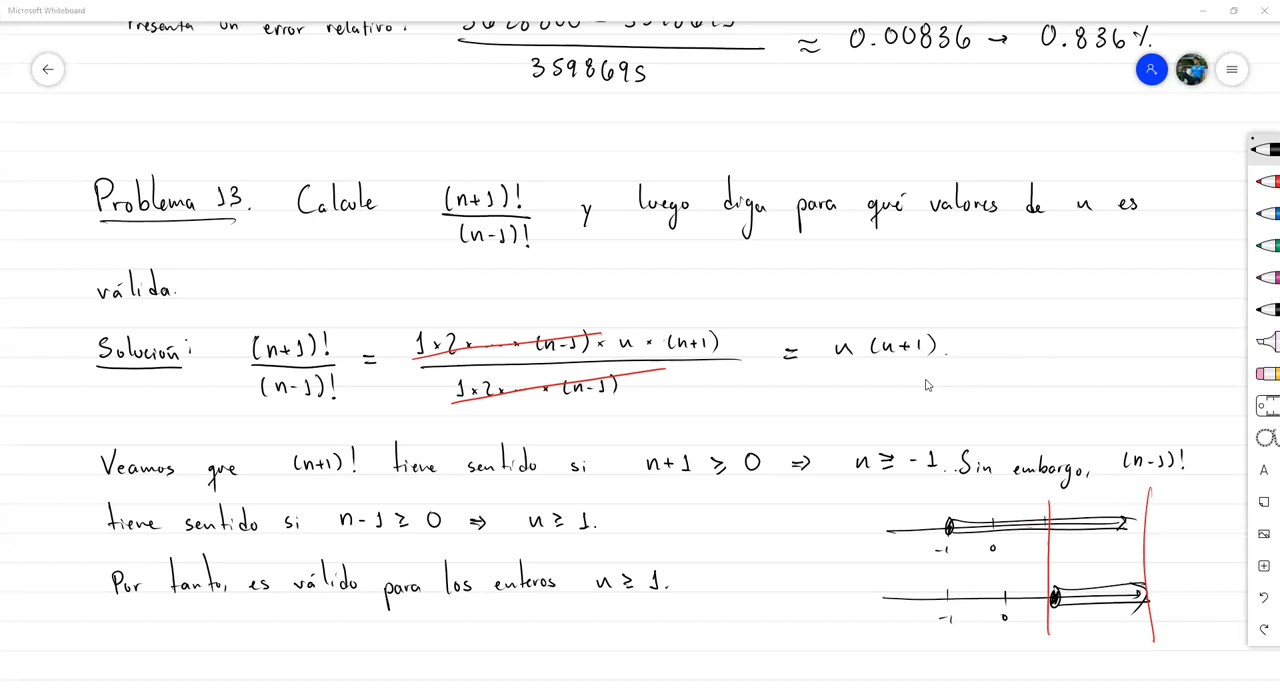 Microsoft Whiteboard
Presenta un error relativo:
3598695
≈ 0.00836 → 0.836%
Problema 13. Calcule (n+1)! / (n-1)! y luego diga para qué valores de n es
válida.
Solución: (n+1)! / (n-1)! = 1×2×...×(n-1)×n×(n+1) / 1×2×...×(n-1) = n(n+1).
Veamos que (n+1)! tiene sentido si n+1 ≥ 0 ⇒ n ≥ -1. Sin embargo, (n-1)!
tiene sentido si n-1 ≥ 0 ⇒ n ≥ 1.
-1 0
Por tanto, es válido para los enteros n ≥ 1.
-1 0
A